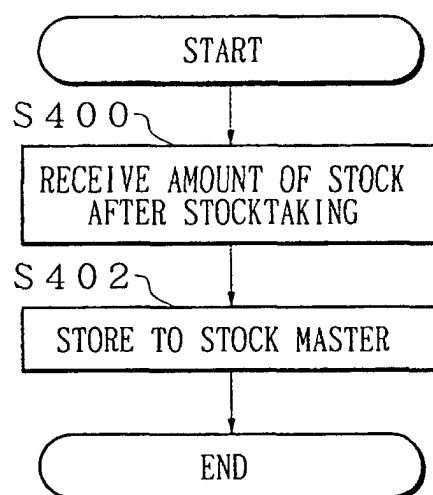 START
S400
RECEIVE AMOUNT OF STOCK
AFTER STOCKTAKING
S402
STORE TO STOCK MASTER
END